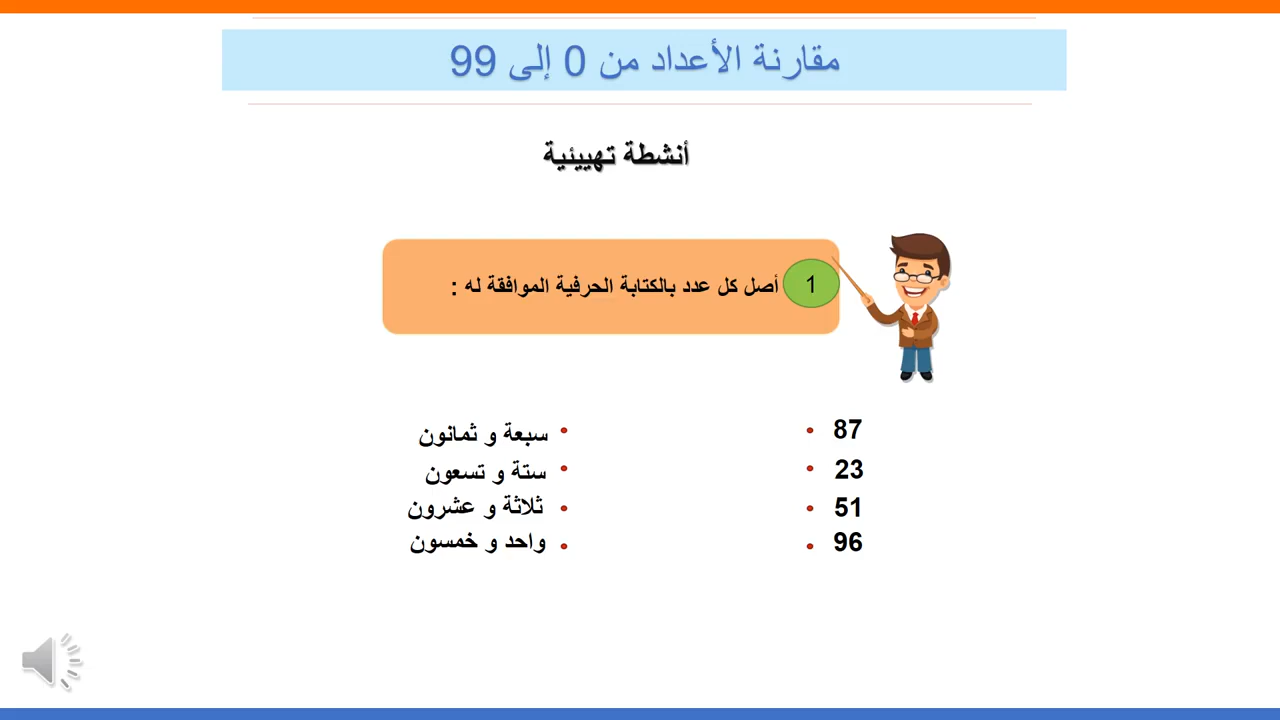 مقارنة الأعداد من 0 إلى 99
أنشطة تهييئية
1 أصل كل عدد بالكتابة الحرفية الموافقة له :
87 • • سبعة و ثمانون
23 • • ستة و تسعون
51 • • ثلاثة و عشرون
96 • • واحد و خمسون